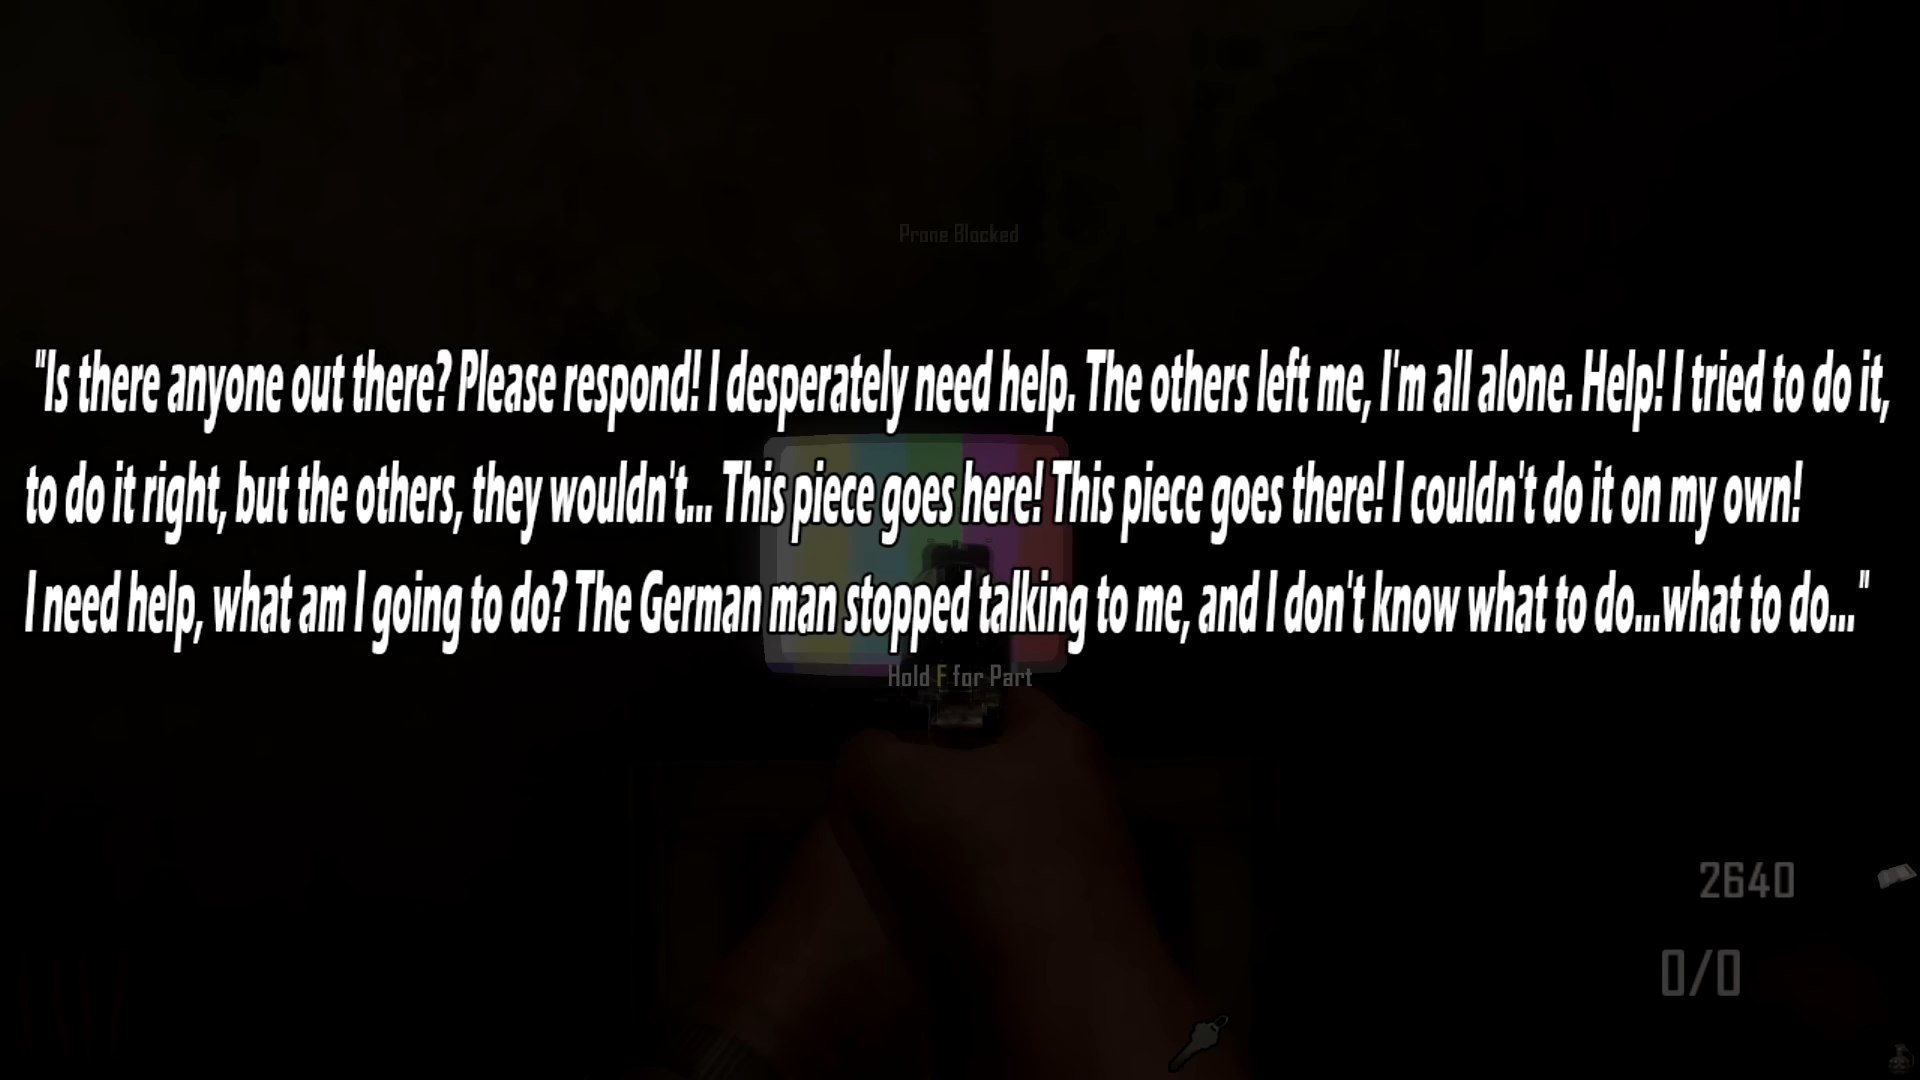 Prone Blocked
"Is there anyone out there? Please respond! I desperately need help. The others left me, I'm all alone. Help! I tried to do it,
to do it right, but the others, they wouldn't... This piece goes here! This piece goes there! I couldn't do it on my own!
I need help, what am I going to do? The German man stopped talking to me, and I don't know what to do...what to do..."
Hold F for Part
2640
0/0